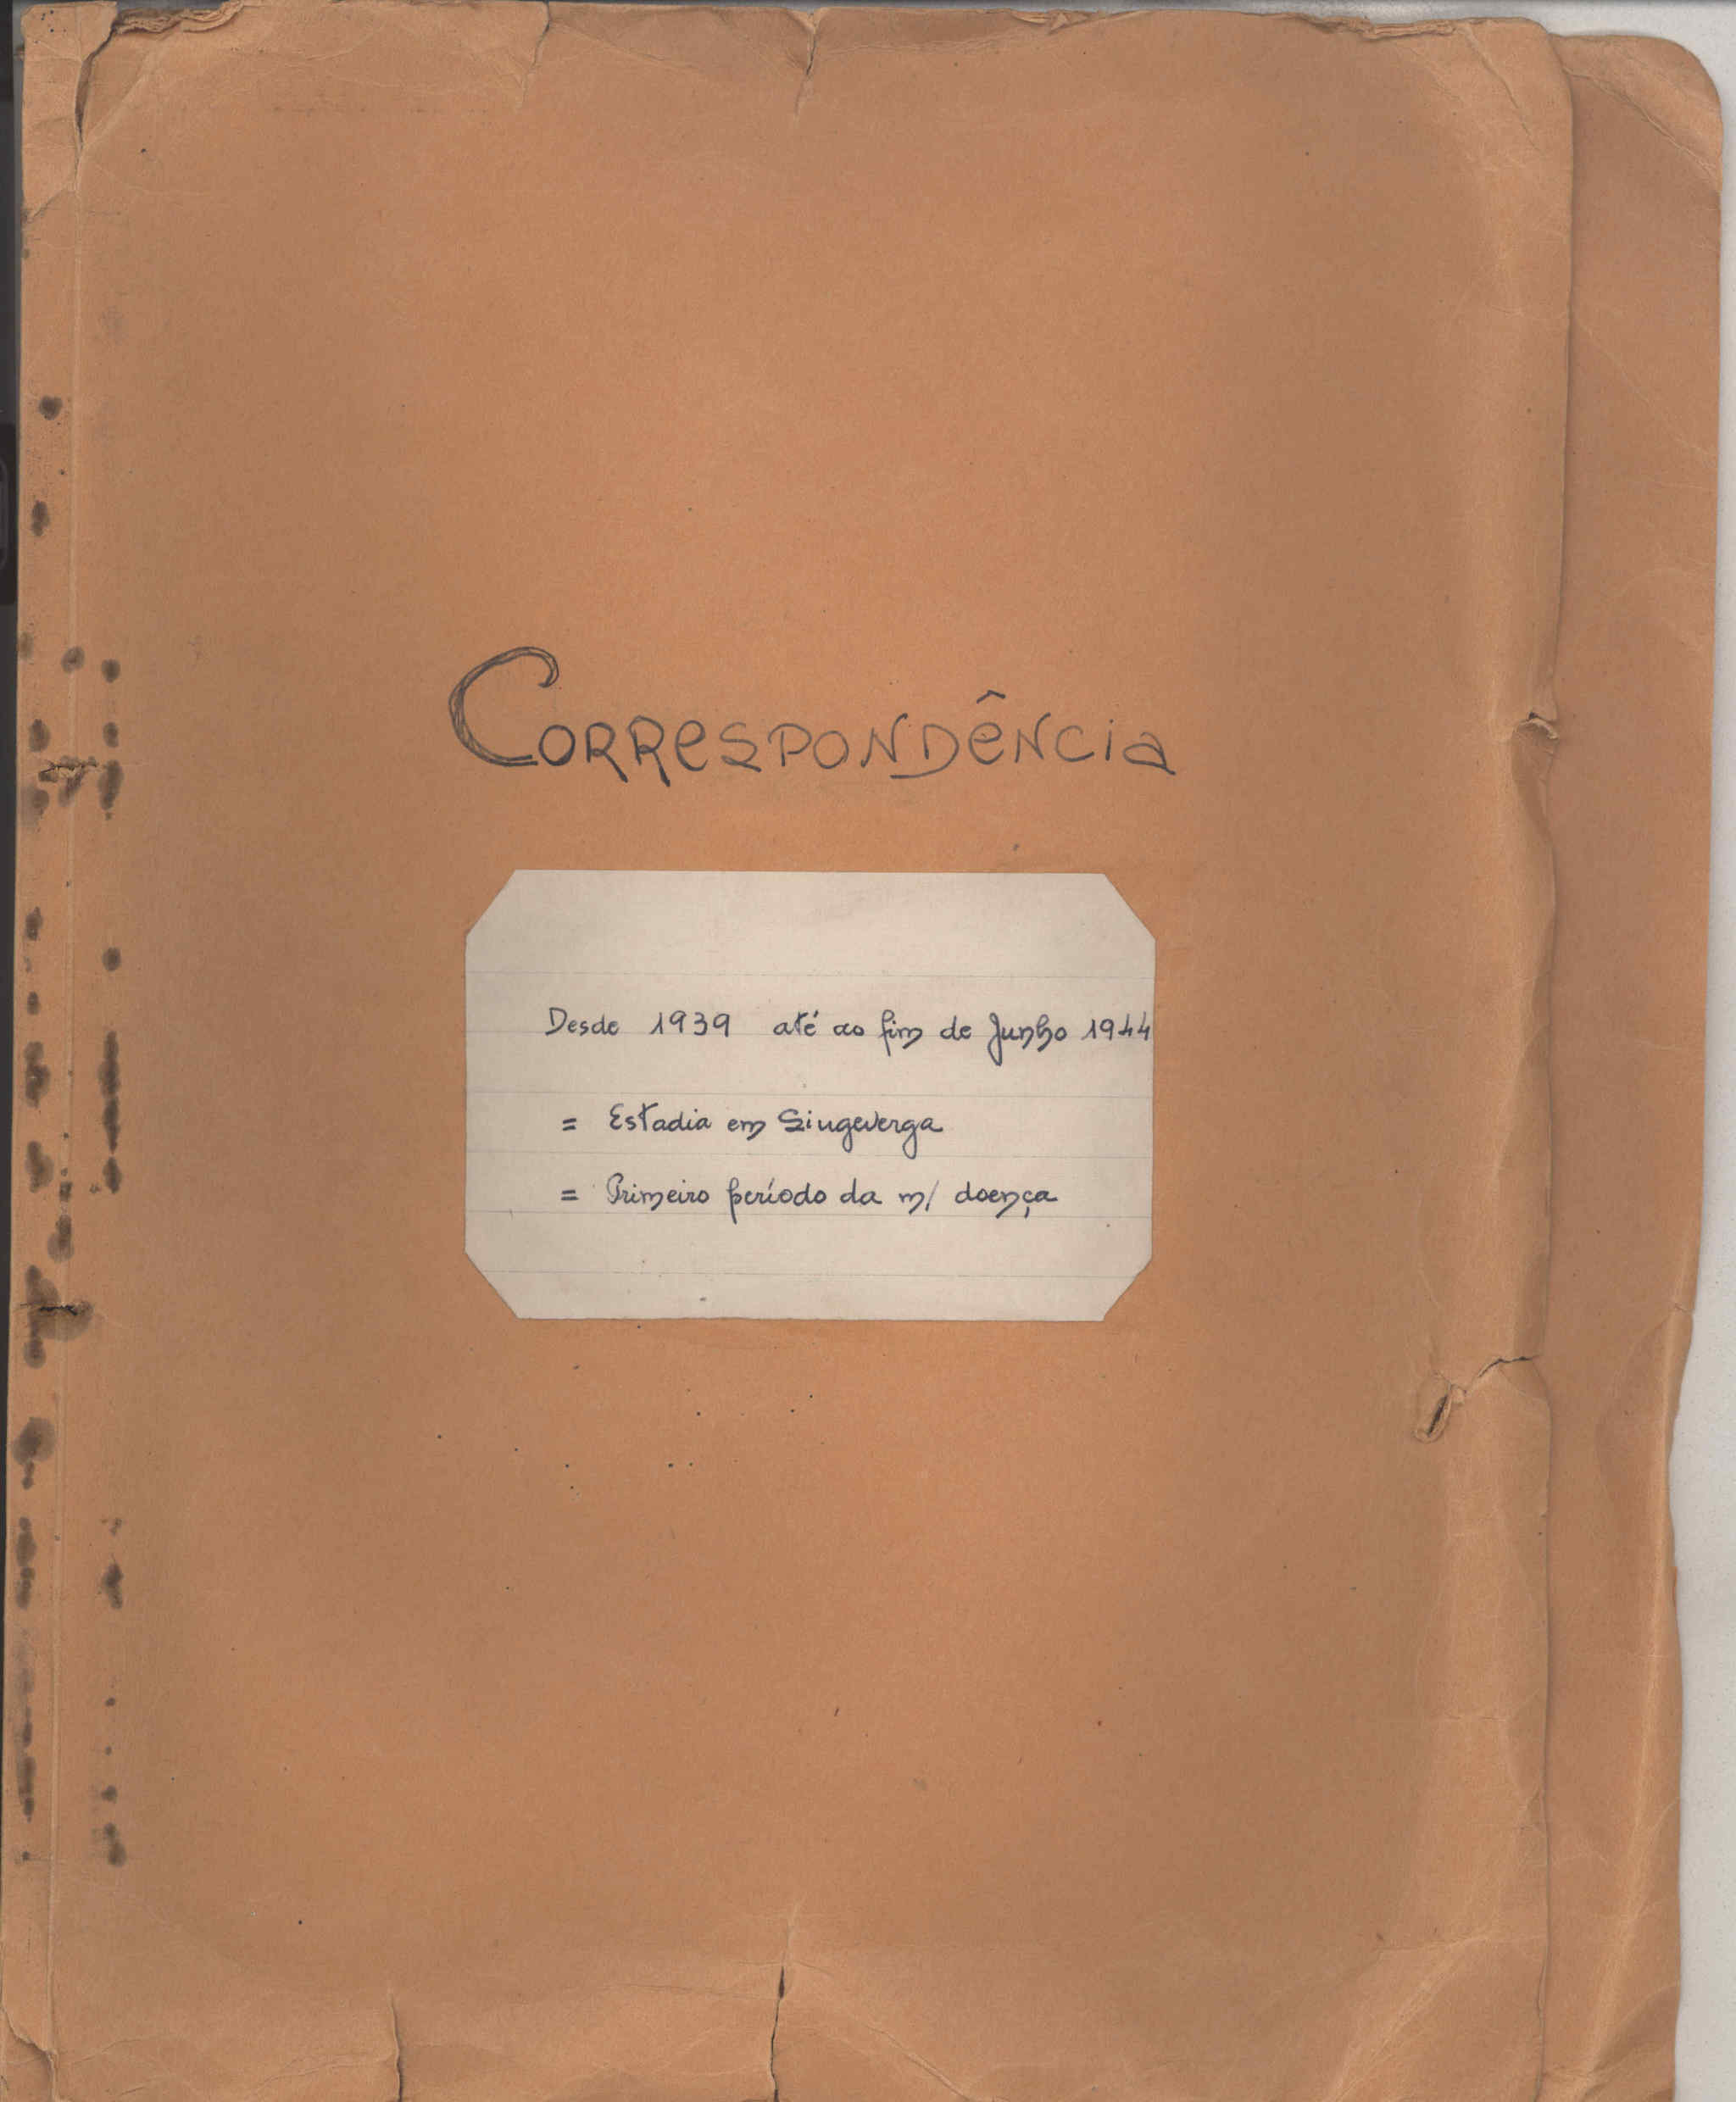 Correspondência
Desde 1939 até ao fim de Junho 1944
= Estadia em Singeverga
= Primeiro período da m/ doença